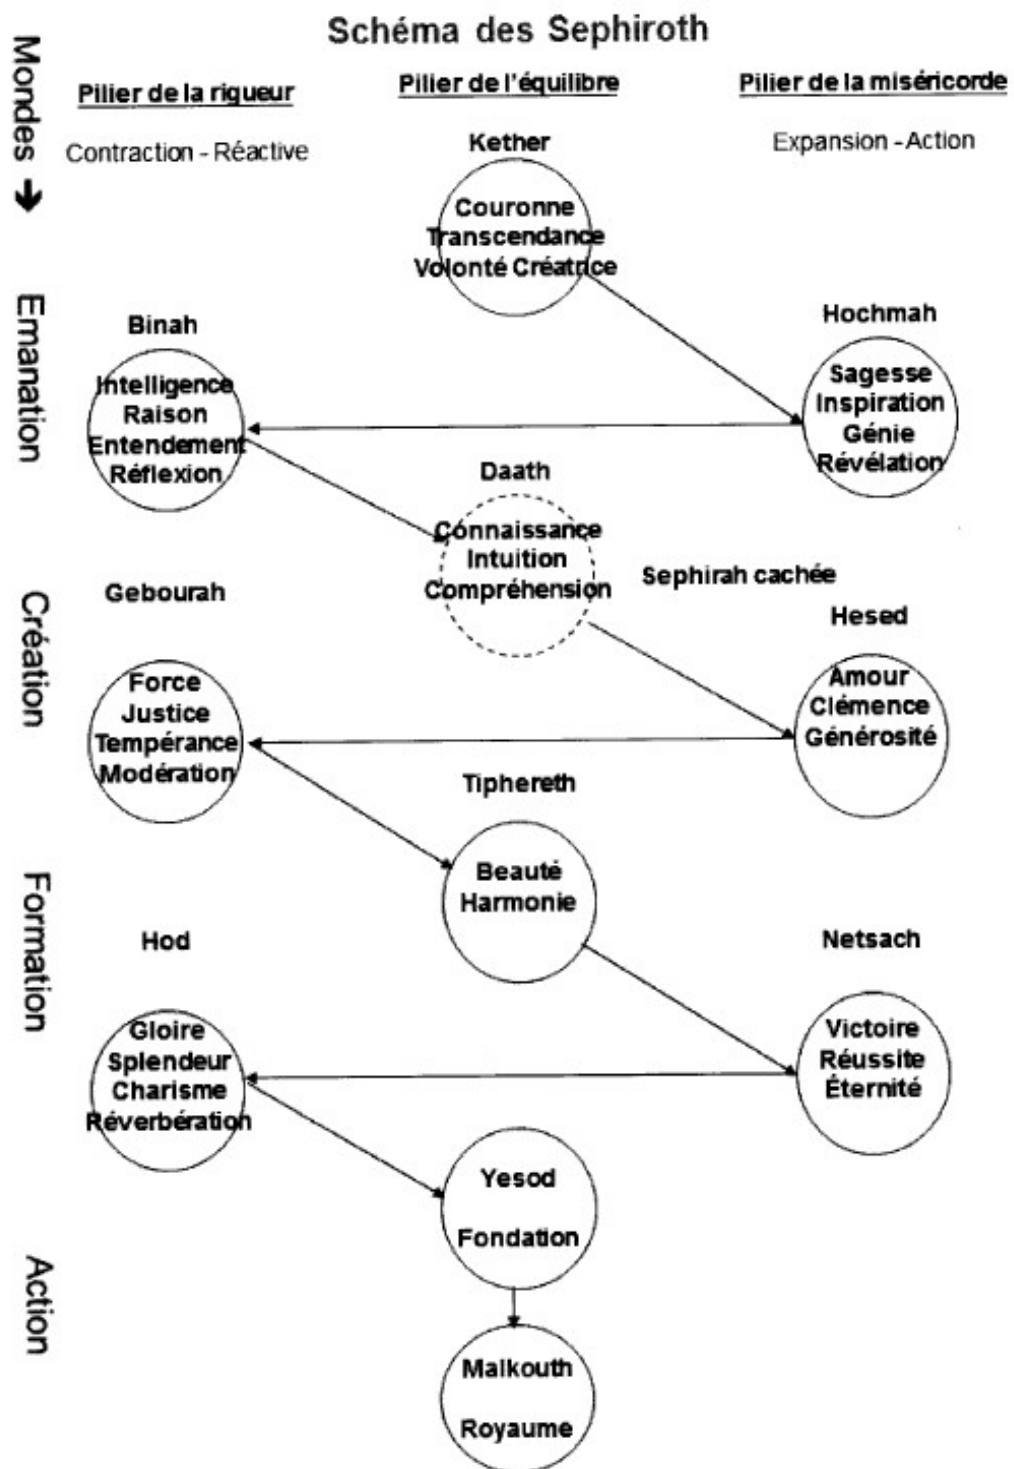 Schéma des Sephiroth
Mondes →
Pilier de la rigueur
Pilier de l'équilibre
Pilier de la miséricorde
Contraction - Réactive
Expansion - Action
Kether
Couronne
Transcendance
Volonté Créatrice
Emanation
Binah
Intelligence
Raison
Entendement
Réflexion
Hochmah
Sagesse
Inspiration
Génie
Révélation
Daath
Connaissance
Intuition
Compréhension
Sephirah cachée
Création
Gebourah
Force
Justice
Tempérance
Modération
Hesed
Amour
Clémence
Générosité
Tiphereth
Beauté
Harmonie
Formation
Hod
Gloire
Splendeur
Charisme
Réverbération
Netsach
Victoire
Réussite
Éternité
Yesod
Fondation
Action
Malkouth
Royaume